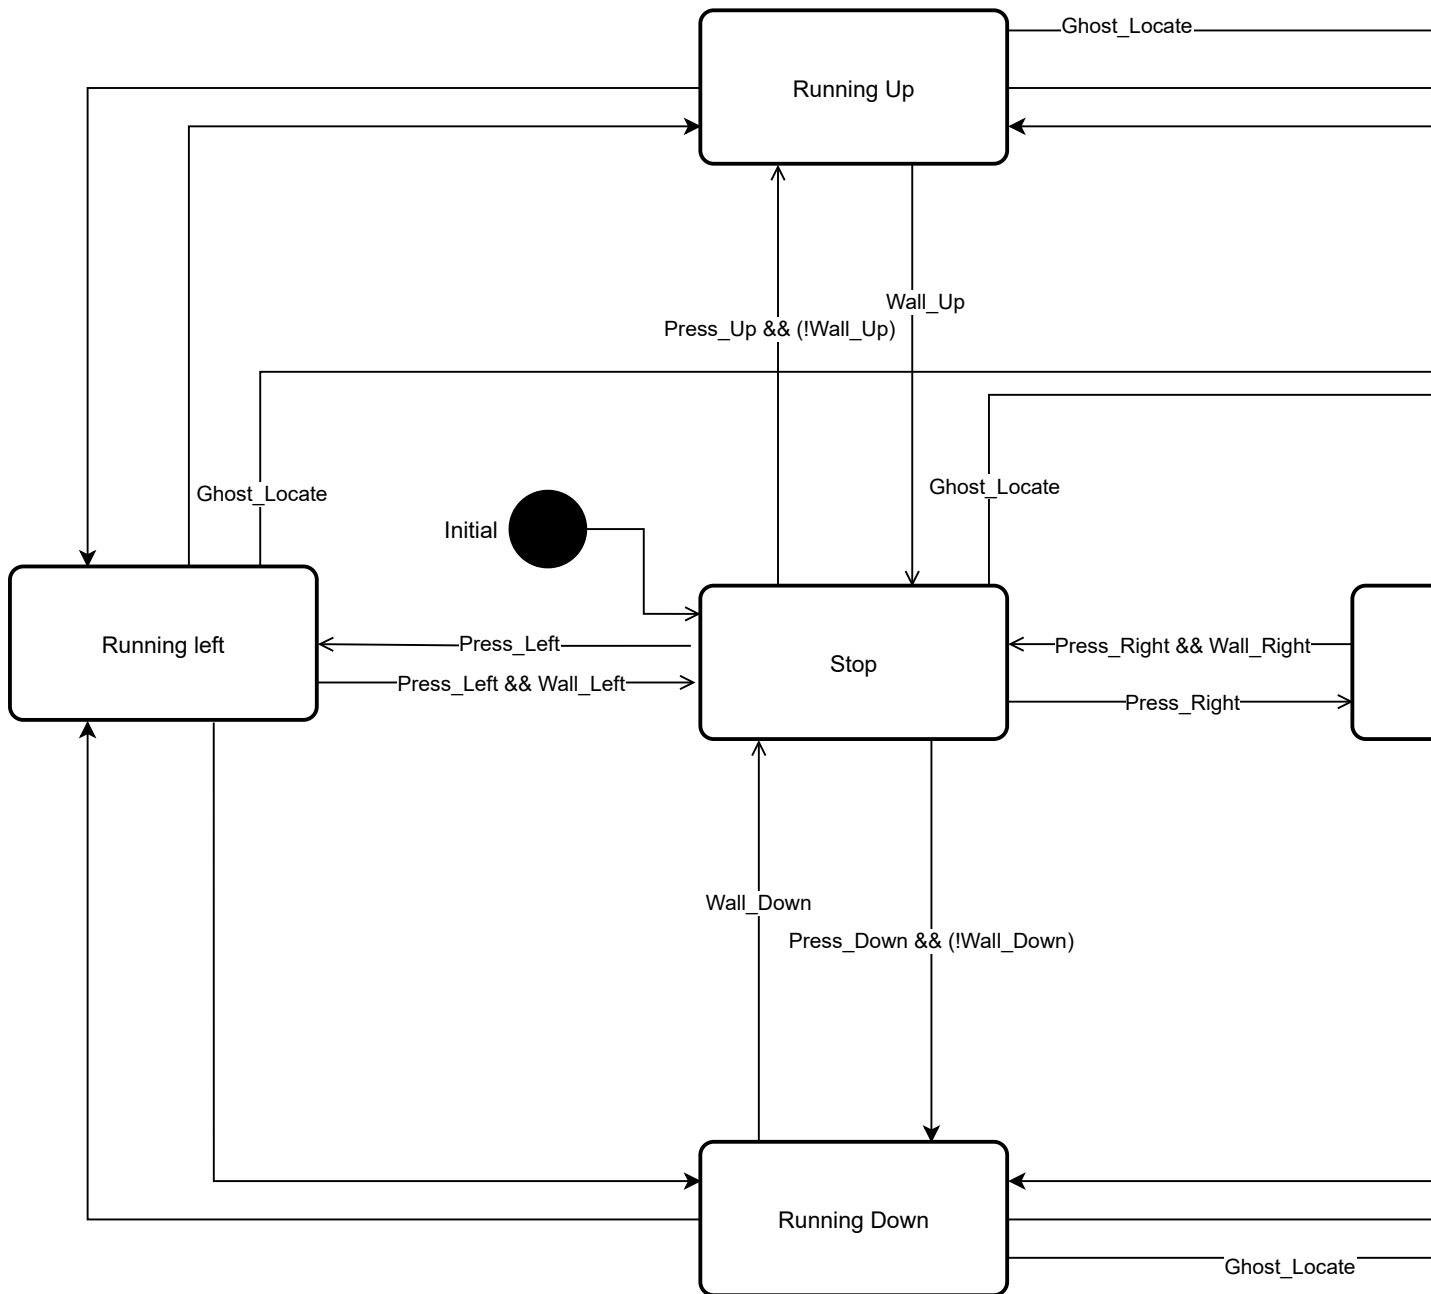 Ghost_Locate
Running Up
Wall_Up
Press_Up && (!Wall_Up)
Ghost_Locate
Ghost_Locate
Initial
Running left
Press_Left
Press_Left && Wall_Left
Stop
Press_Right && Wall_Right
Press_Right
Wall_Down
Press_Down && (!Wall_Down)
Running Down
Ghost_Locate